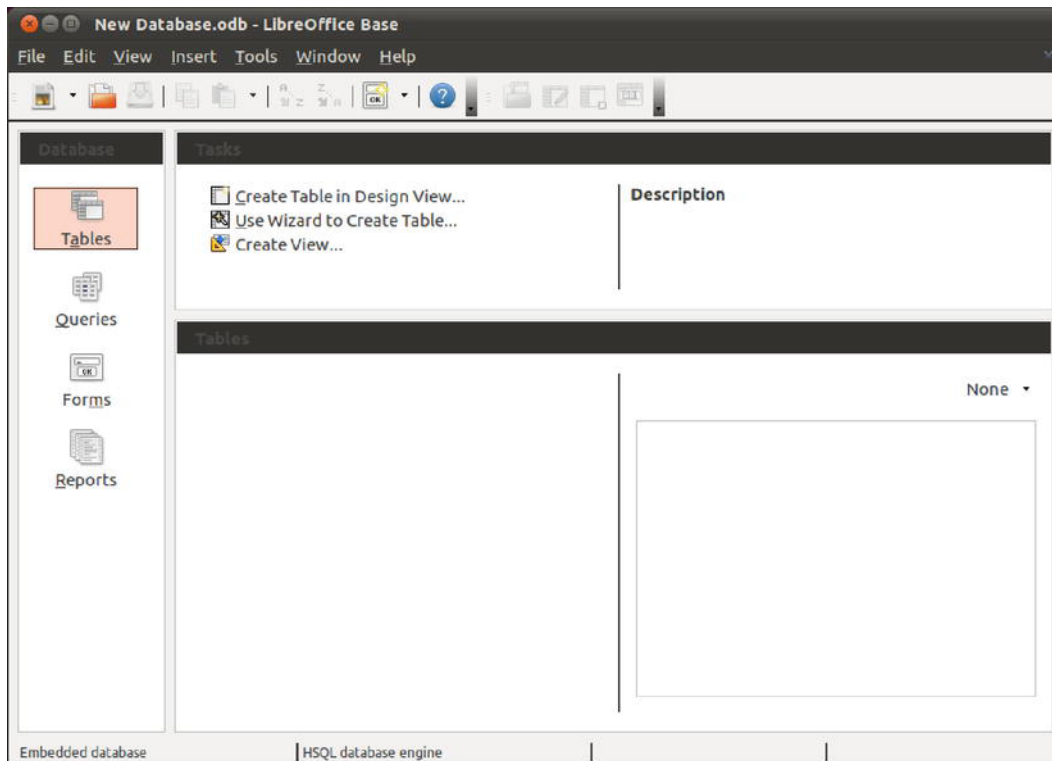 New Database.odb - LibreOffice Base
File Edit View Insert Tools Window Help
Database
Tables
Queries
Forms
Reports
Tasks
Create Table in Design View...
Use Wizard to Create Table...
Create View...
Description
Tables
None
Embedded database
HSQL database engine